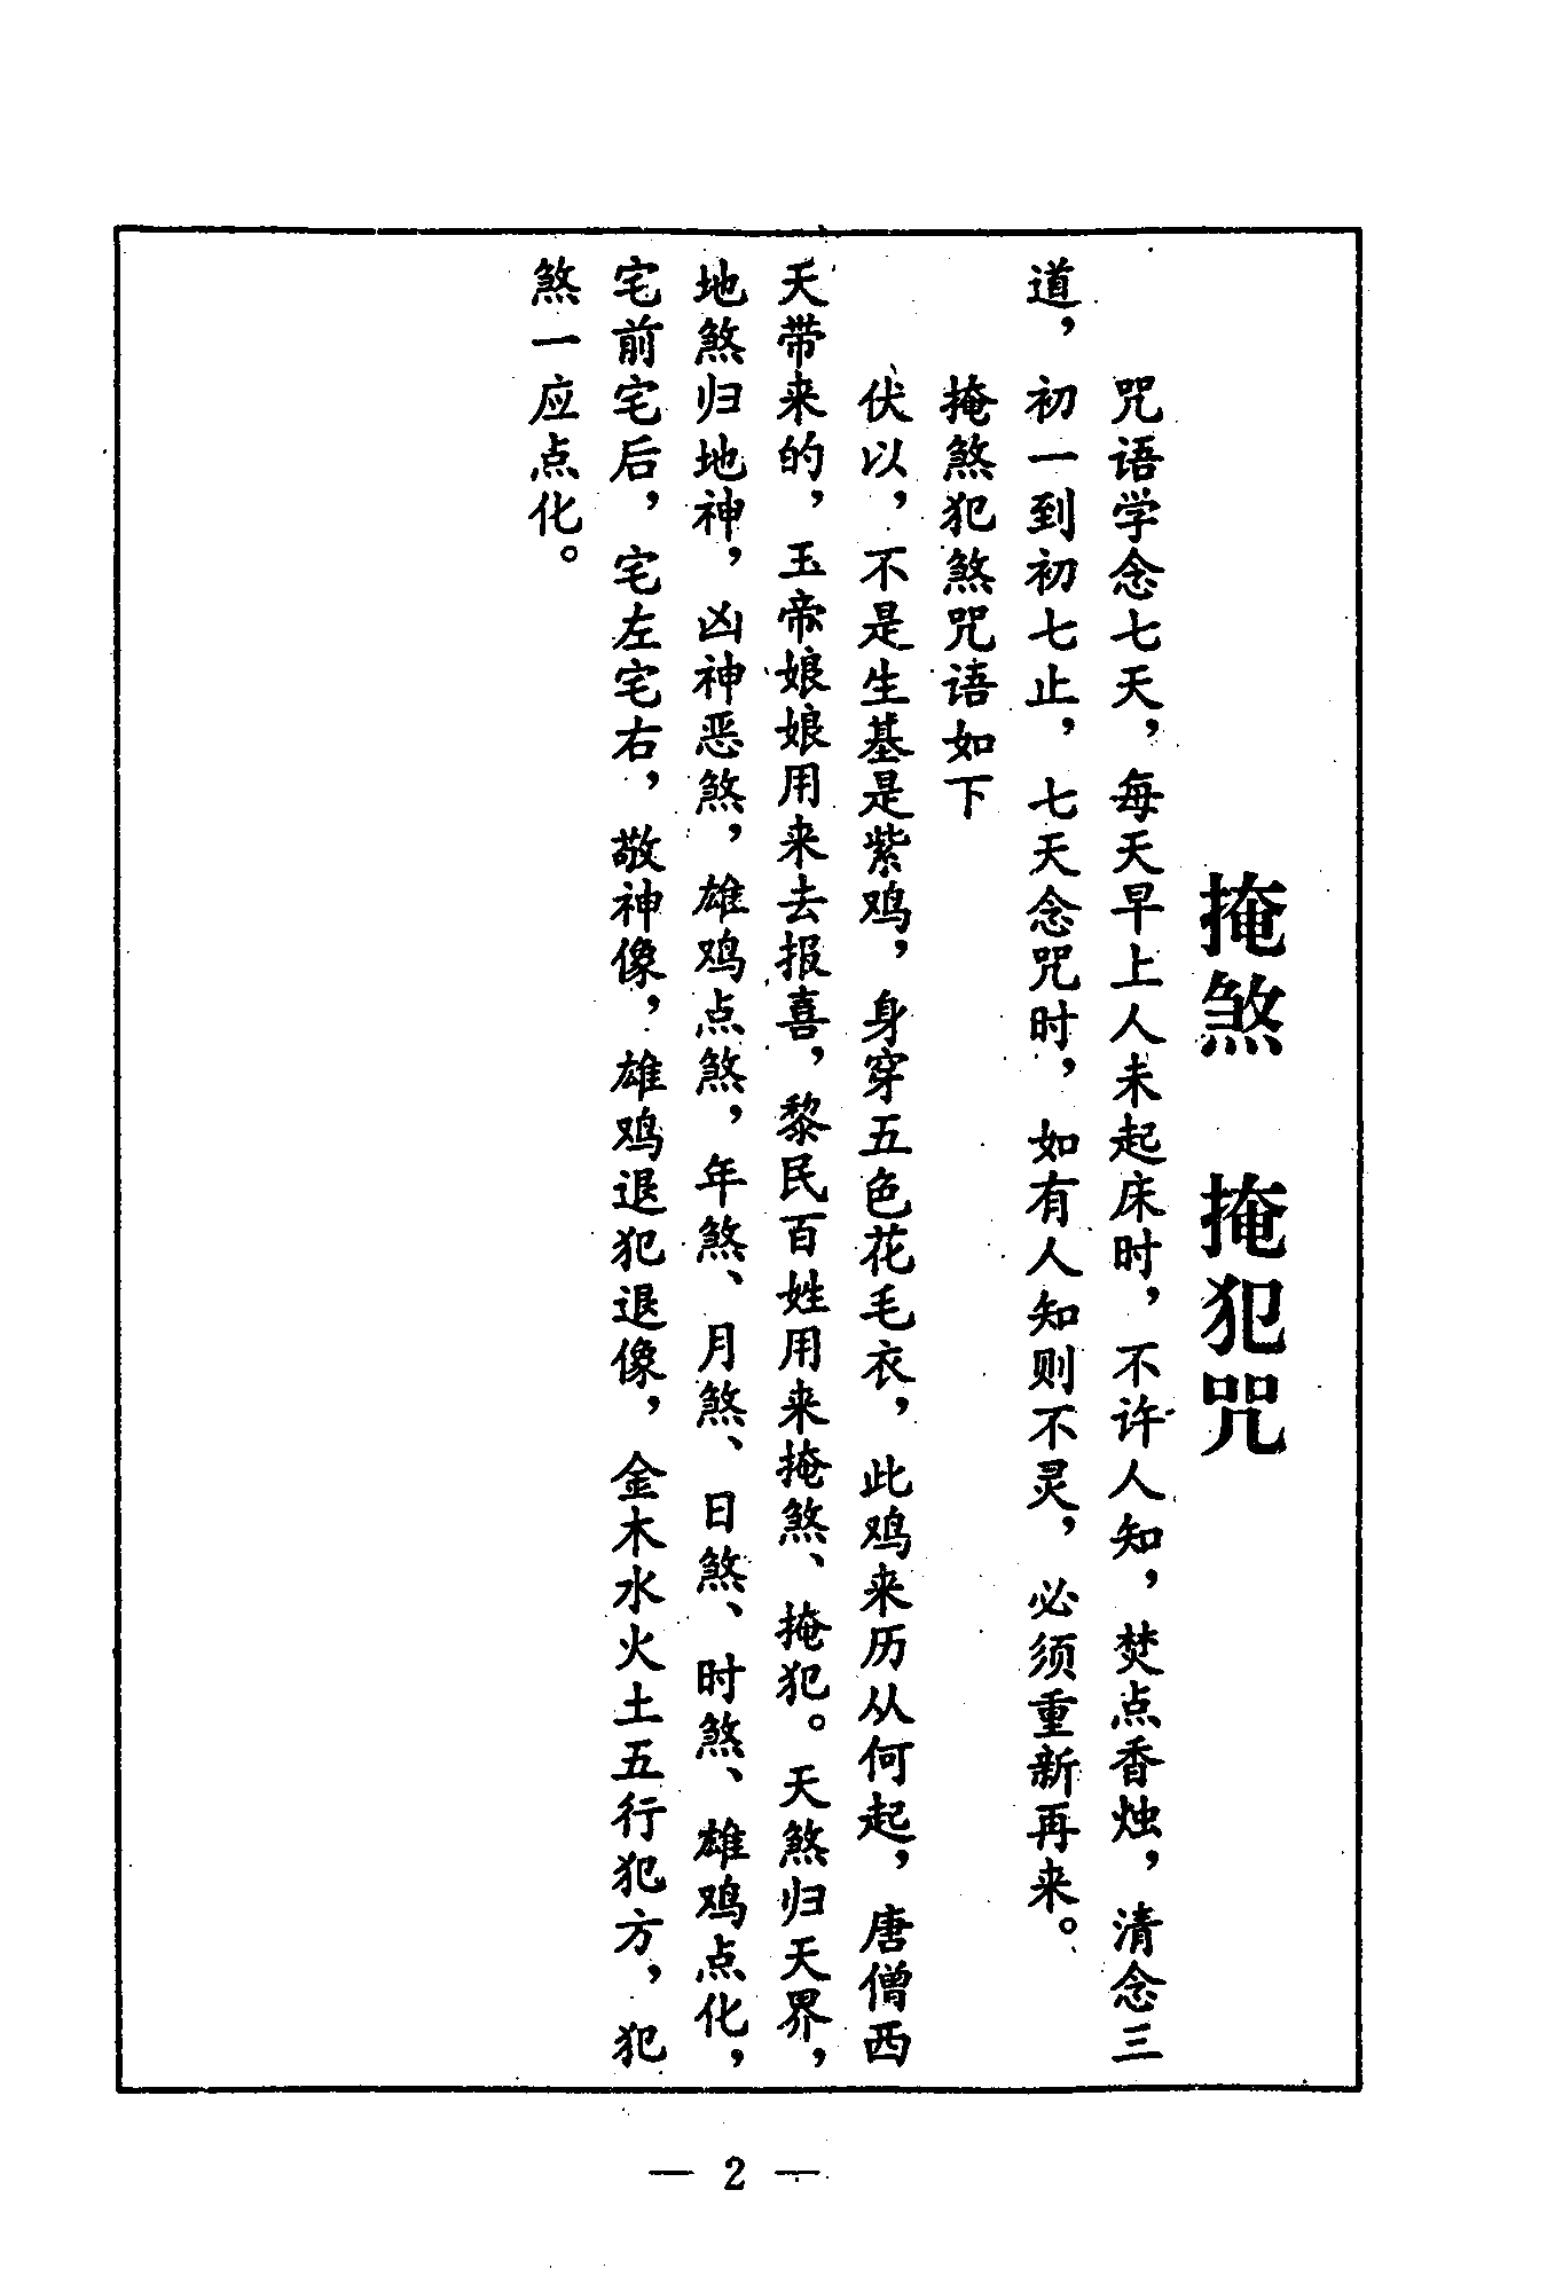 掩煞 掩犯咒
咒语学念七天，每天早上人未起床时，不许人知，焚点香烛，清念三
道，初一到初七止，七天念咒时，如有人知则不灵，必须重新再来。
掩煞犯煞咒语如下
伏以，不是生基是紫鸡，身穿五色花毛衣，此鸡来历从何起，唐僧西
天带来的，玉帝娘娘用来去报喜，黎民百姓用来掩煞、掩犯。天煞归天界，
地煞归地神，凶神恶煞，雄鸡点煞，年煞、月煞、日煞、时煞、雄鸡点化，
宅前宅后，宅左宅右，敬神像，雄鸡退犯退像，金木水火土五行犯方，犯
煞一应点化。
— 2 —